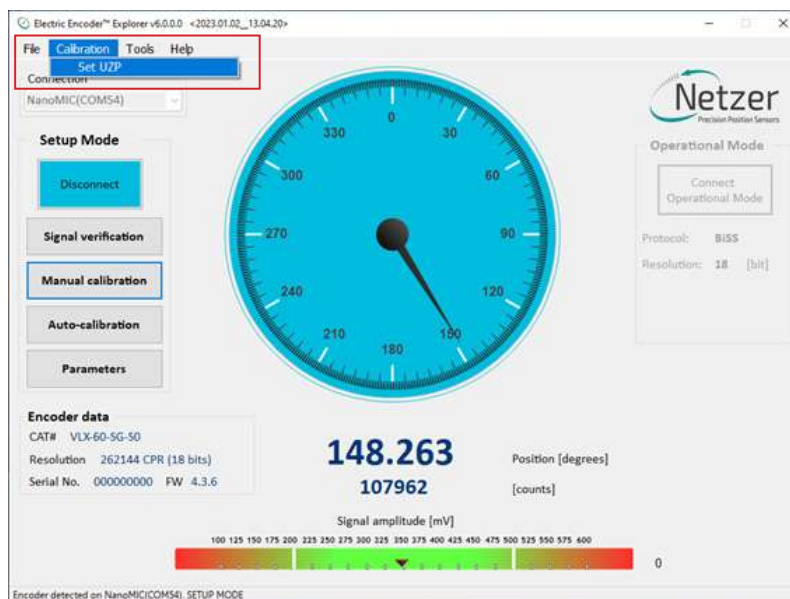 Electric Encoder™ Explorer v6.0.0.0 <2023.01.02__13.04.20>
File Calibration Tools Help
Set UZP
Connection
NanoMIC(COM54)
Setup Mode
Disconnect
Signal verification
Manual calibration
Auto-calibration
Parameters
Encoder data
CAT# VLX-60-SG-50
Resolution 262144 CPR (18 bits)
Serial No. 000000000 FW 4.3.6
0
30
60
90
120
150
180
210
240
270
300
330
Netzer
Precision Position Sensors
Operational Mode
Connect
Operational Mode
Protocol: BiSS
Resolution: 18 [bit]
148.263 Position [degrees]
107962 [counts]
Signal amplitude [mV]
100 125 150 175 200 225 250 275 300 325 350 375 400 425 450 475 500 525 550 575 600
0
Encoder detected on NanoMIC(COM54). SETUP MODE